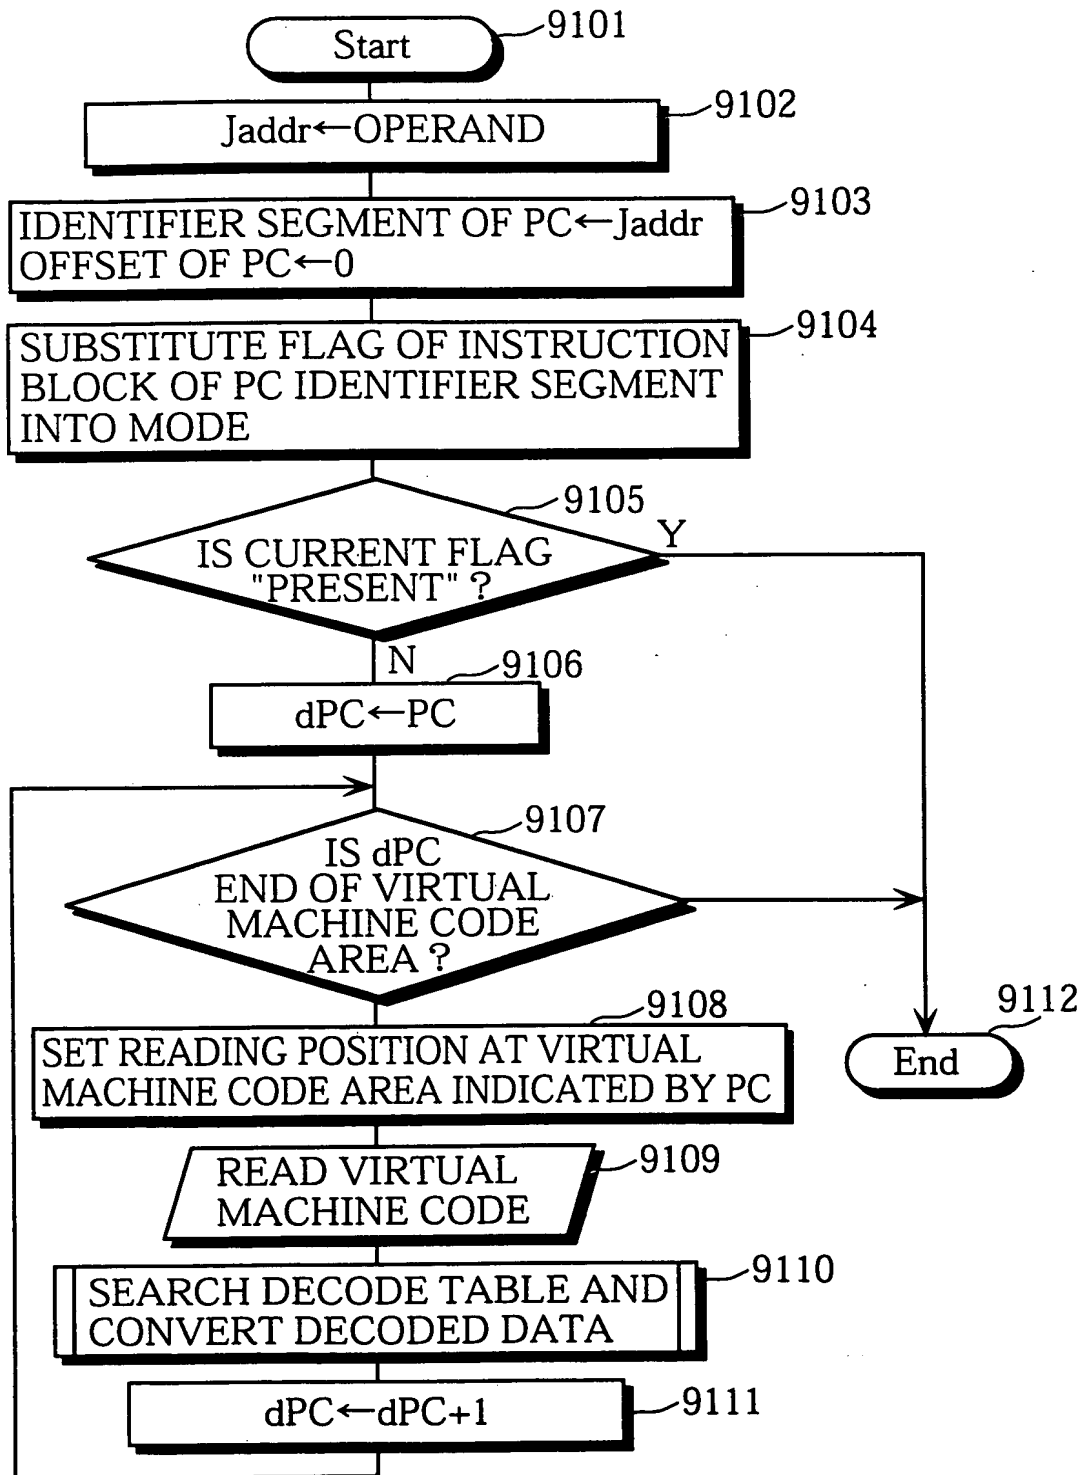 Start
9101
Jaddr←OPERAND
9102
IDENTIFIER SEGMENT OF PC←Jaddr
OFFSET OF PC←0
9103
SUBSTITUTE FLAG OF INSTRUCTION
BLOCK OF PC IDENTIFIER SEGMENT
INTO MODE
9104
9105
IS CURRENT FLAG
"PRESENT" ?
Y
N
9106
dPC←PC
9107
IS dPC
END OF VIRTUAL
MACHINE CODE
AREA ?
9108
SET READING POSITION AT VIRTUAL
MACHINE CODE AREA INDICATED BY PC
9112
End
READ VIRTUAL
MACHINE CODE
9109
SEARCH DECODE TABLE AND
CONVERT DECODED DATA
9110
dPC←dPC+1
9111